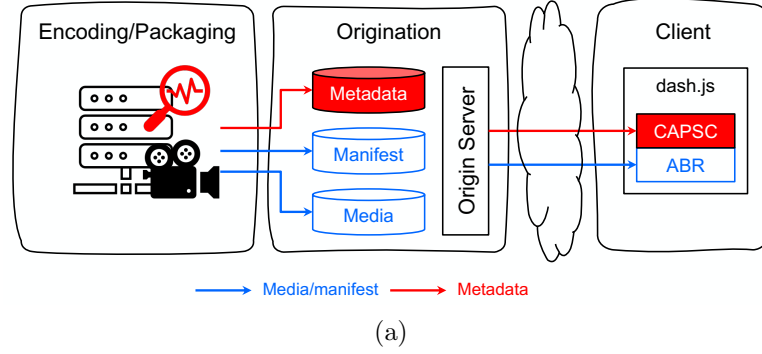 Encoding/Packaging
Origination
Client
Metadata
Manifest
Media
Origin Server
dash.js
CAPSC
ABR
Media/manifest
Metadata
(a)